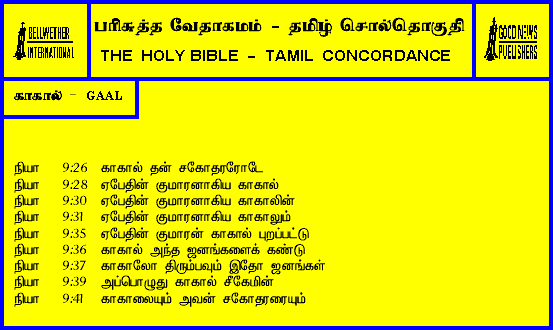 BELLWETHER
INTERNATIONAL
பரிசுத்த வேதாகமம் - தமிழ் சொல்தொகுதி
THE HOLY BIBLE - TAMIL CONCORDANCE
GOOD NEWS
PUBLISHERS
காகால் - GAAL
நியா 9:26 காகால் தன் சகோதரரோடே
நியா 9:28 ஏபேதின் குமாரனாகிய காகால்
நியா 9:30 ஏபேதின் குமாரனாகிய காகாலின்
நியா 9:31 ஏபேதின் குமாரனாகிய காகாலும்
நியா 9:35 ஏபேதின் குமாரன் காகால் புறப்பட்டு
நியா 9:36 காகால் அந்த ஜனங்களைக் கண்டு
நியா 9:37 காகாலோ திரும்பவும் இதோ ஜனங்கள்
நியா 9:39 அப்பொழுது காகால் சீகேமின்
நியா 9:41 காகாலையும் அவன் சகோதரரையும்